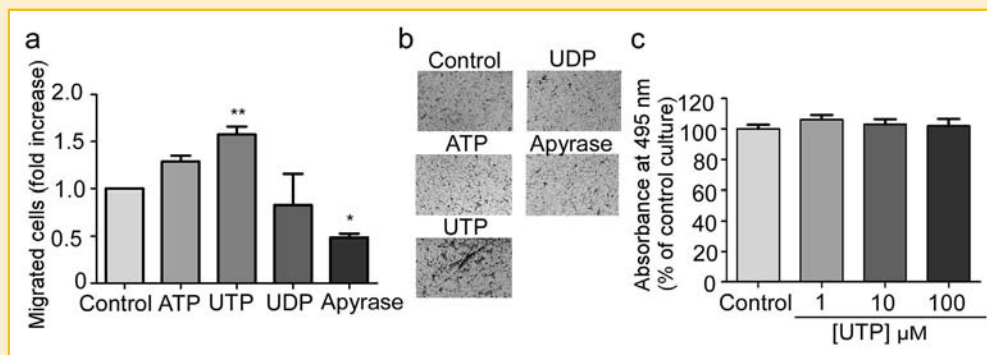 a
Migrated cells (fold increase)
2.0
1.5
1.0
0.5
0
**
*
Control ATP UTP UDP Apyrase
b
Control UDP
ATP Apyrase
UTP
c
Absorbance at 495 nm
(% of control culture)
120
100
80
60
40
20
0
Control 1 10 100
[UTP] µM